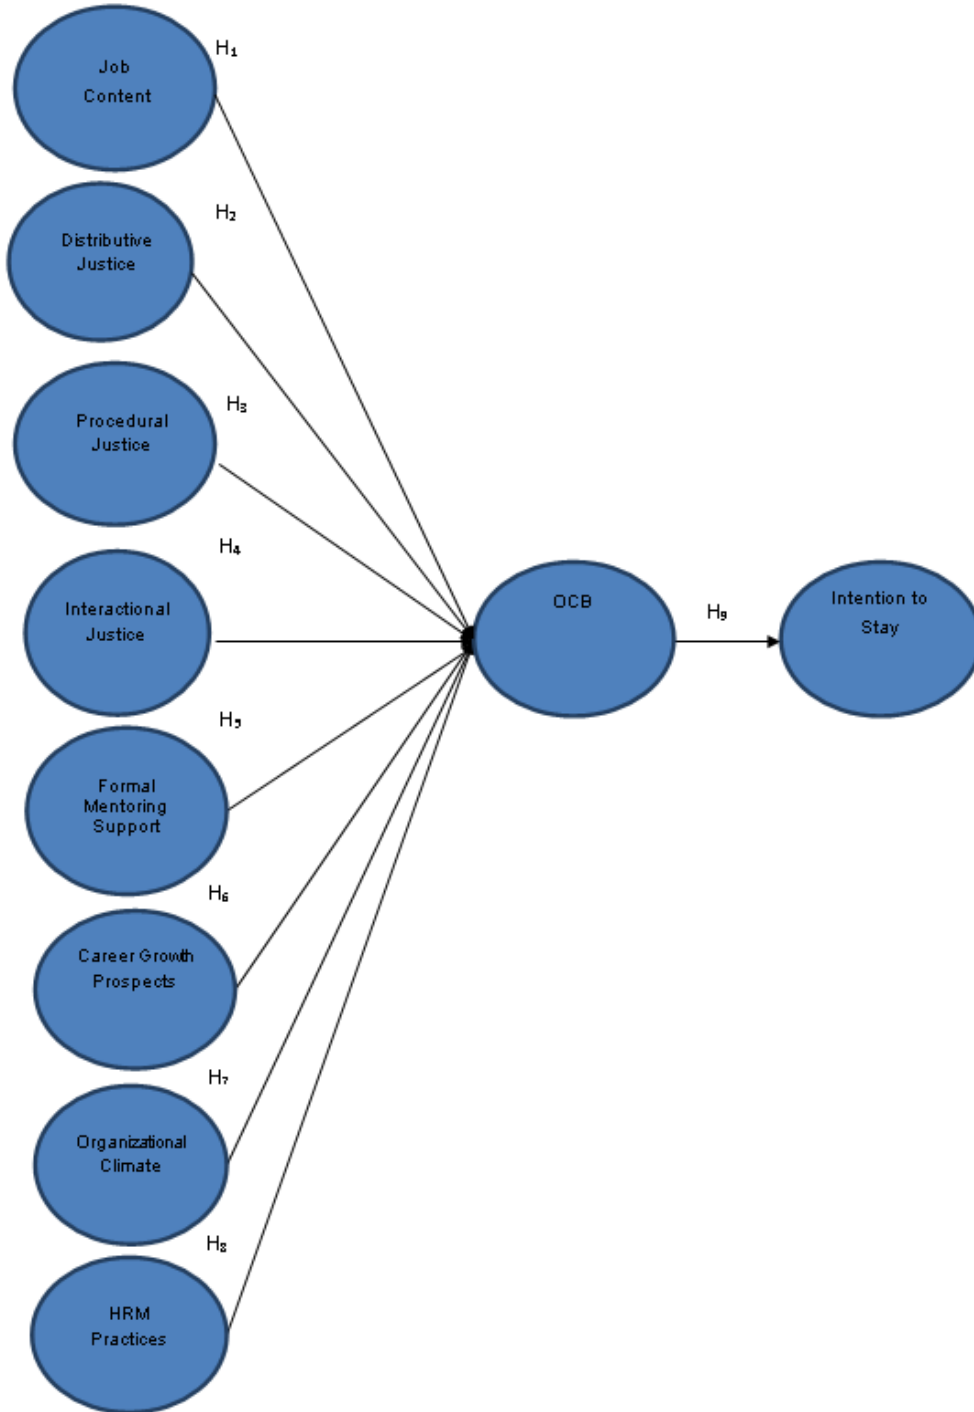 H₁
Job
Content
H₂
Distributive
Justice
H₃
Procedural
Justice
H₄
Interactional
Justice
OCB
H₉
Intention to
Stay
H₅
Formal
Mentoring
Support
H₆
Career Growth
Prospects
H₇
Organizational
Climate
H₈
HRM
Practices